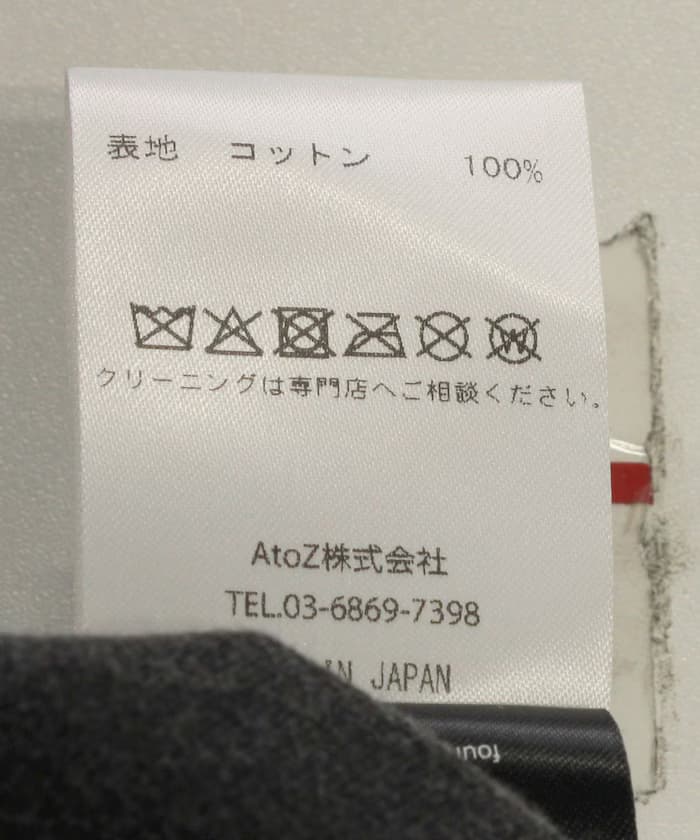 表地 コットン 100%
W
クリーニングは専門店へご相談ください。
AtoZ株式会社
TEL.03-6869-7398
IN JAPAN